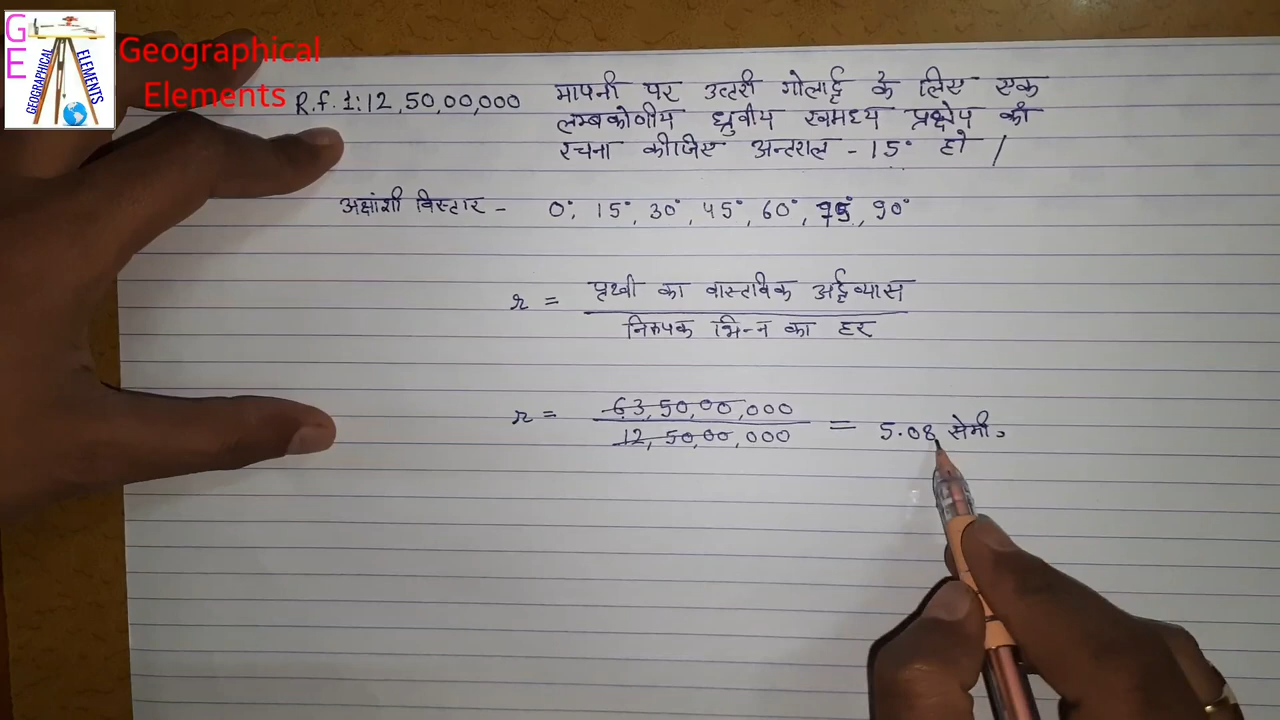 GE
GEOGRAPHICAL ELEMENTS
Geographical
Elements
R.f. 1:12,50,00,000 मापनी पर उत्तरी गोलार्द्ध के लिए एक
लम्बकोणीय ध्रुवीय खमध्य प्रक्षेप की
रचना कीजिए अन्तराल - 15° हो /
अक्षांशी विस्तार - 0°, 15°, 30°, 45°, 60°, 75°, 90°
r = पृथ्वी का वास्तविक अर्द्धव्यास
निरुपक भिन्न का हर
r = 63,50,00,000
12,50,00,000 = 5.08 सेमी.